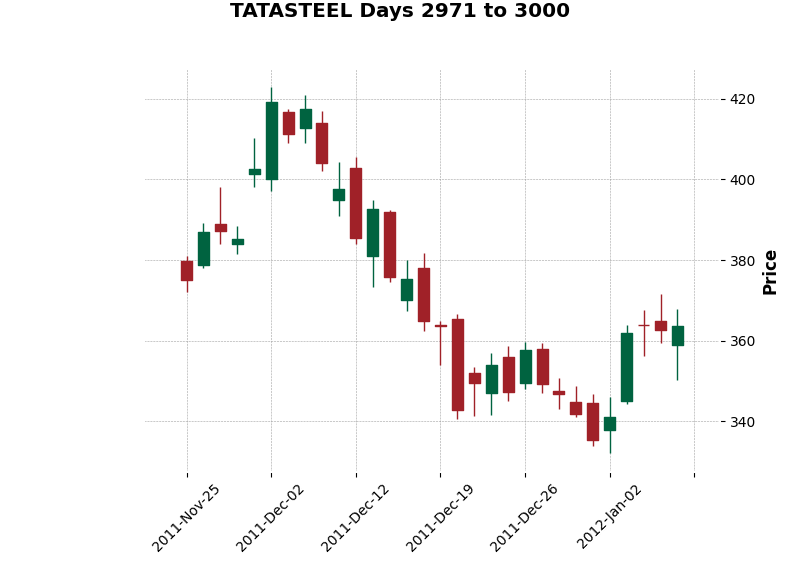 TATASTEEL Days 2971 to 3000
420
400
380
360
340
Price
2011-Nov-25
2011-Dec-02
2011-Dec-12
2011-Dec-19
2011-Dec-26
2012-Jan-02